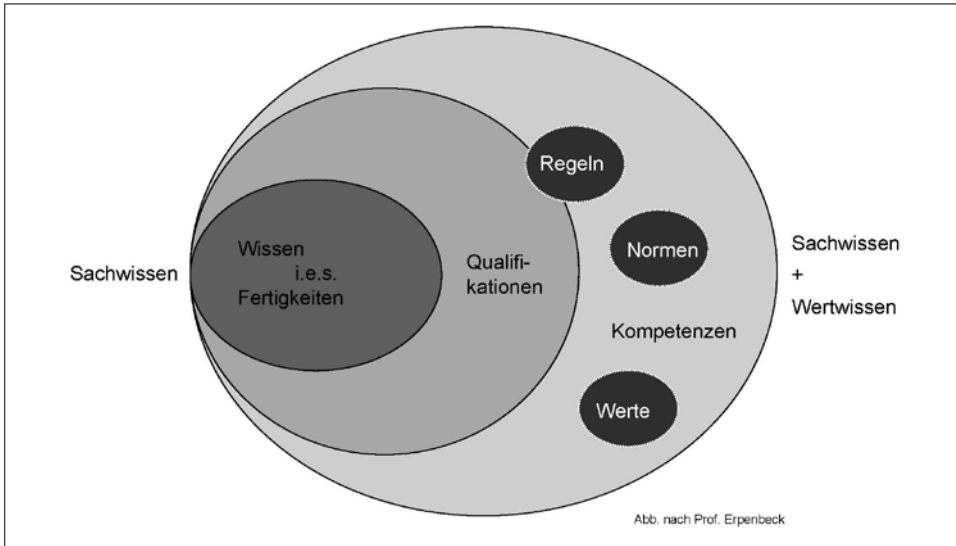 Sachwissen
Wissen
i.e.s.
Fertigkeiten
Qualifi-
kationen
Regeln
Normen
Kompetenzen
Werte
Sachwissen
+
Wertwissen
Abb. nach Prof. Erpenbeck